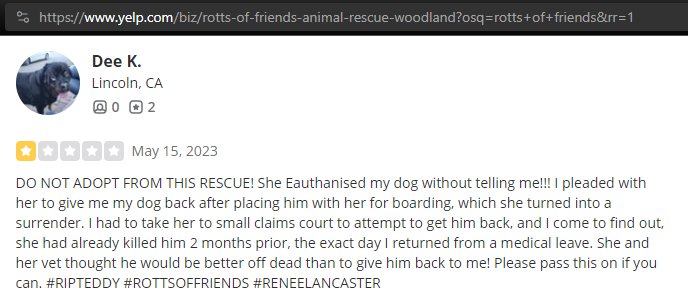 https://www.yelp.com/biz/rotts-of-friends-animal-rescue-woodland?osq=rotts+of+friends&rr=1
Dee K.
Lincoln, CA
0 2
May 15, 2023
DO NOT ADOPT FROM THIS RESCUE! She Eauthanised my dog without telling me!!! I pleaded with
her to give me my dog back after placing him with her for boarding, which she turned into a
surrender. I had to take her to small claims court to attempt to get him back, and I come to find out,
she had already killed him 2 months prior, the exact day I returned from a medical leave. She and
her vet thought he would be better off dead than to give him back to me! Please pass this on if you
can. #RIPTEDDY #ROTTSOFFRIENDS #RENEELANCASTER